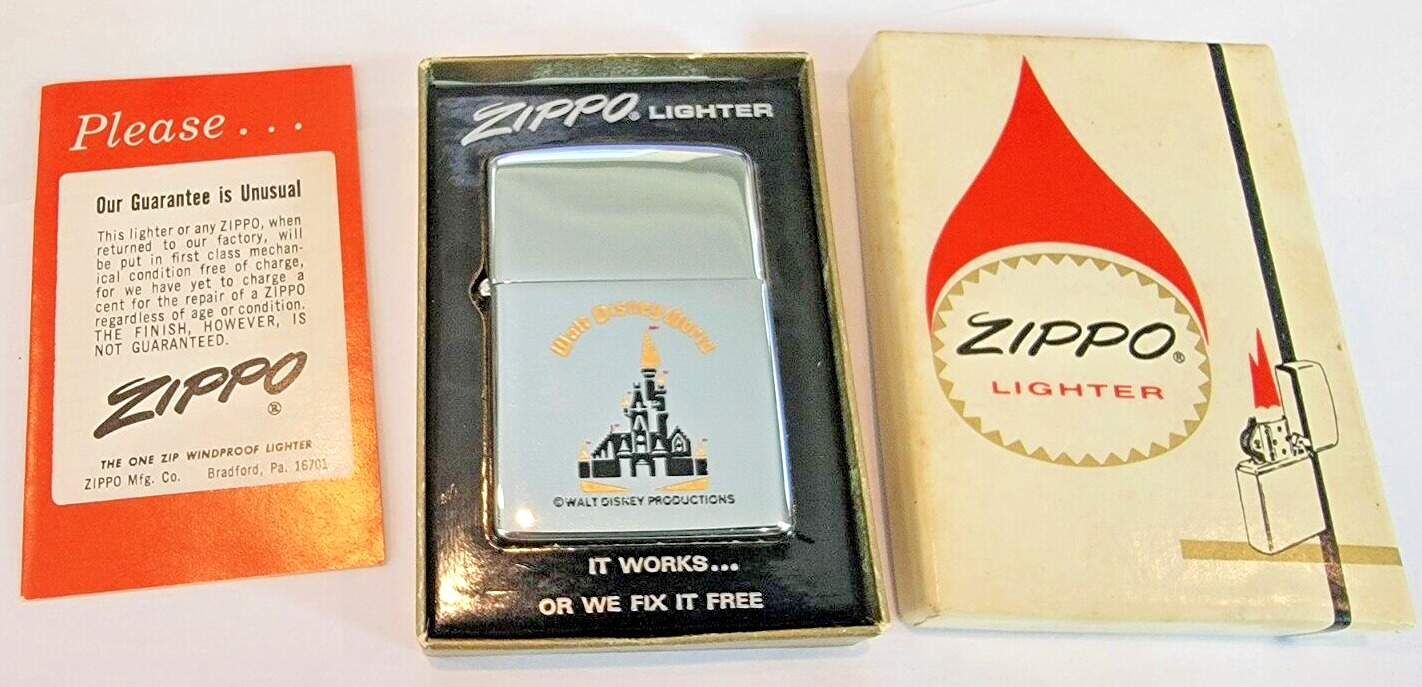 Please...
Our Guarantee is Unusual
This lighter or any ZIPPO, when
returned to our factory, will
be put in first class mechan-
ical condition free of charge,
for we have yet to charge a
cent for the repair of a ZIPPO
regardless of age or condition.
THE FINISH, HOWEVER, IS
NOT GUARANTEED.
ZIPPO®
THE ONE ZIP WINDPROOF LIGHTER
ZIPPO Mfg. Co. Bradford, Pa. 16701
ZIPPO® LIGHTER
Walt Disney World
©WALT DISNEY PRODUCTIONS
IT WORKS...
OR WE FIX IT FREE
ZIPPO®
LIGHTER